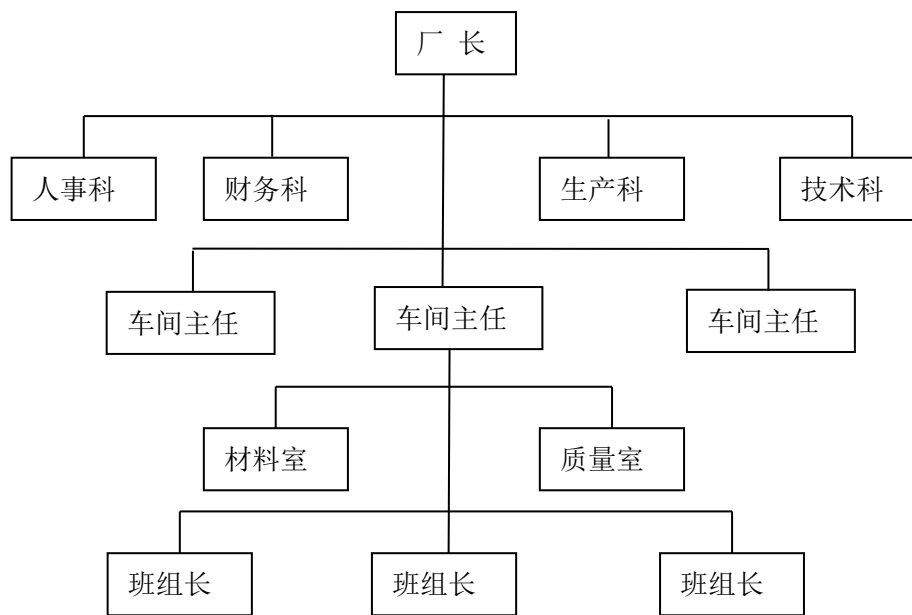 厂 长
人事科 财务科 生产科 技术科
车间主任 车间主任 车间主任
材料室 质量室
班组长 班组长 班组长